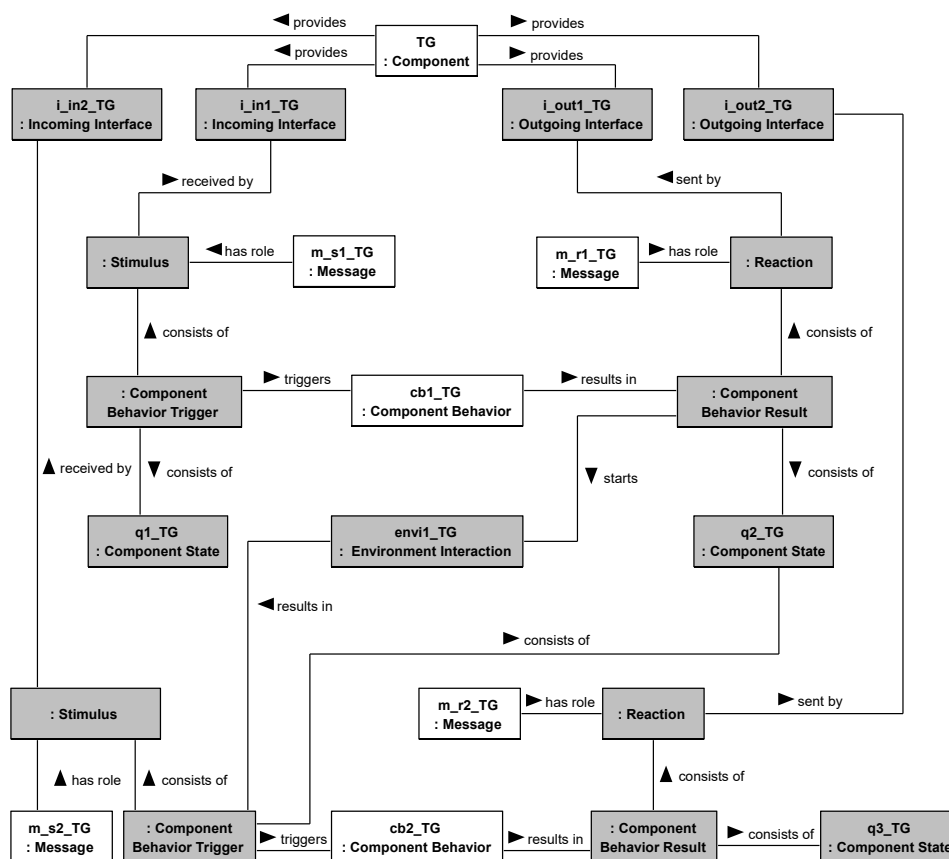 provides
provides
TG
: Component
provides
provides
i_in2_TG
: Incoming Interface
i_in1_TG
: Incoming Interface
i_out1_TG
: Outgoing Interface
i_out2_TG
: Outgoing Interface
received by
sent by
: Stimulus
has role
m_s1_TG
: Message
m_r1_TG
: Message
has role
: Reaction
consists of
consists of
: Component
Behavior Trigger
triggers
cb1_TG
: Component Behavior
results in
: Component
Behavior Result
received by
consists of
starts
consists of
q1_TG
: Component State
envi1_TG
: Environment Interaction
q2_TG
: Component State
results in
consists of
: Stimulus
m_r2_TG
: Message
has role
: Reaction
sent by
has role
consists of
consists of
m_s2_TG
: Message
: Component
Behavior Trigger
triggers
cb2_TG
: Component Behavior
results in
: Component
Behavior Result
consists of
q3_TG
: Component State